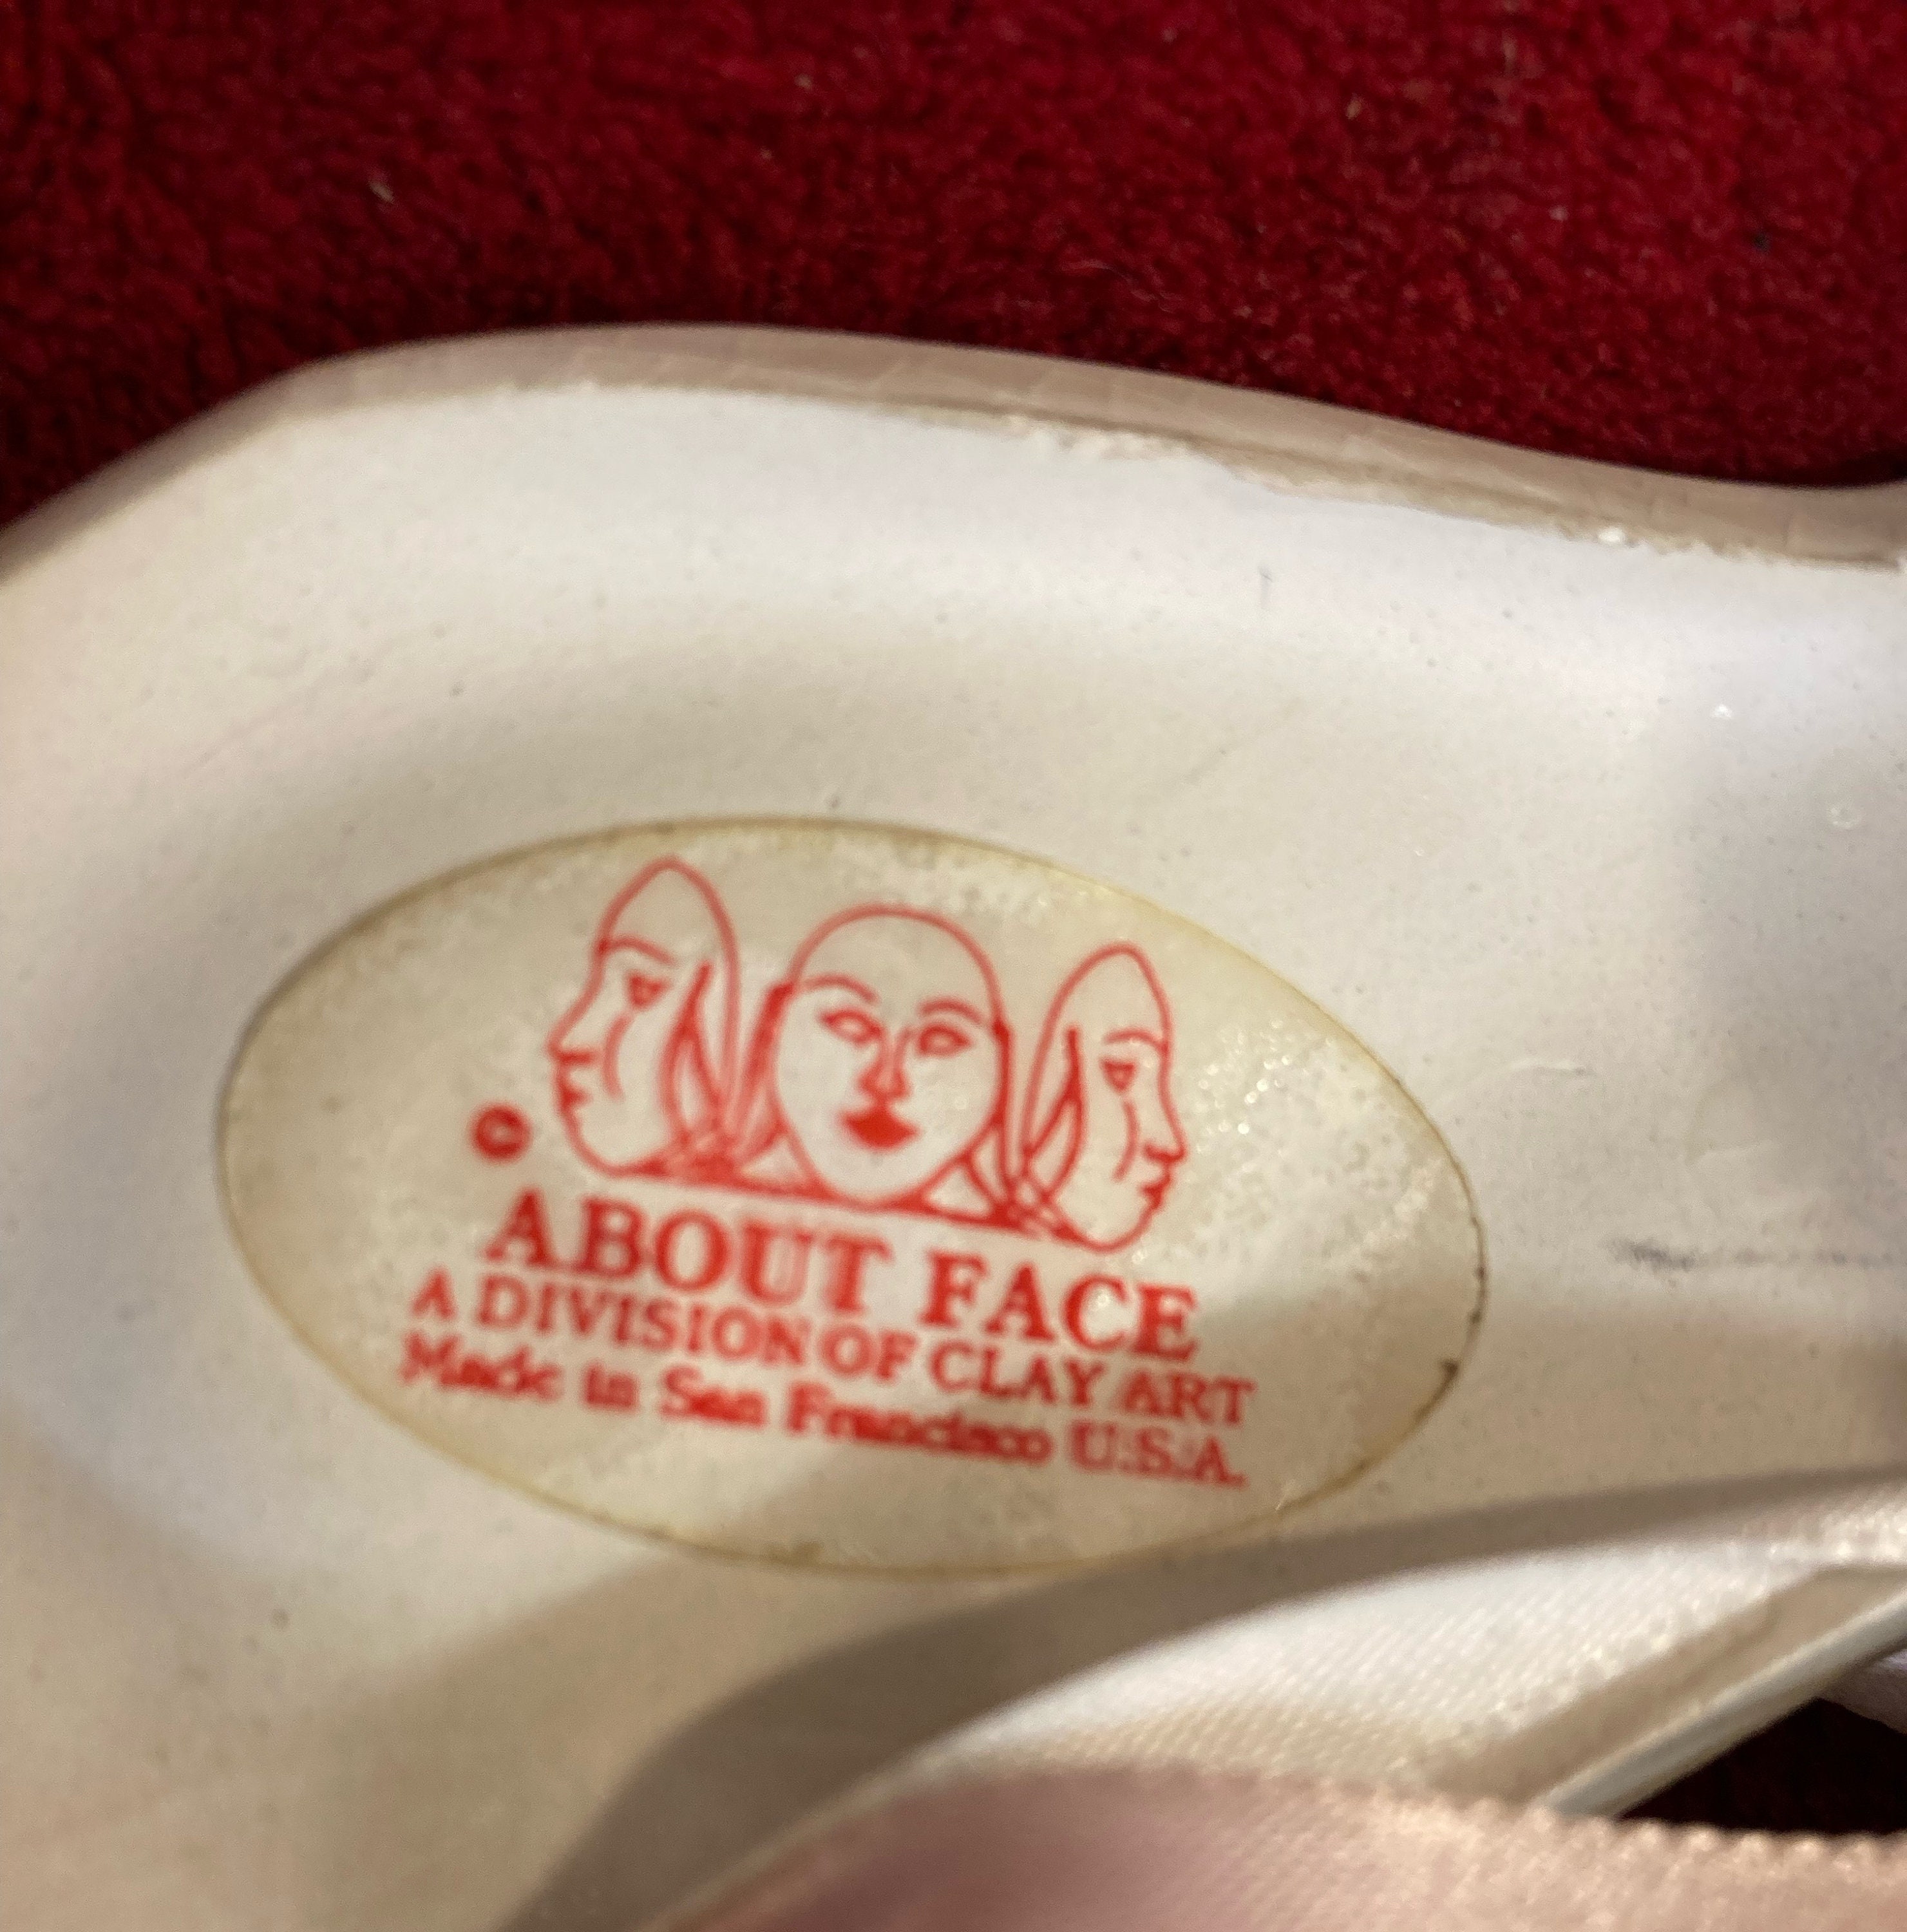 ©
ABOUT FACE
A DIVISION OF CLAY ART
Made in San Francisco U.S.A.